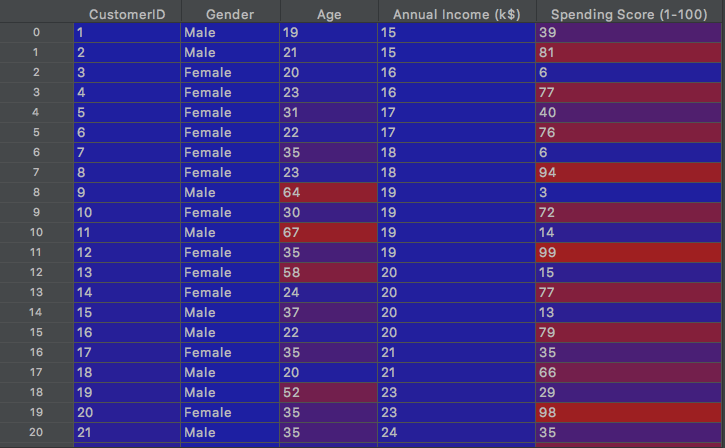 CustomerID Gender Age Annual Income (k$) Spending Score (1-100)
0 1 Male 19 15 39
1 2 Male 21 15 81
2 3 Female 20 16 6
3 4 Female 23 16 77
4 5 Female 31 17 40
5 6 Female 22 17 76
6 7 Female 35 18 6
7 8 Female 23 18 94
8 9 Male 64 19 3
9 10 Female 30 19 72
10 11 Male 67 19 14
11 12 Female 35 19 99
12 13 Female 58 20 15
13 14 Female 24 20 77
14 15 Male 37 20 13
15 16 Male 22 20 79
16 17 Female 35 21 35
17 18 Male 20 21 66
18 19 Male 52 23 29
19 20 Female 35 23 98
20 21 Male 35 24 35